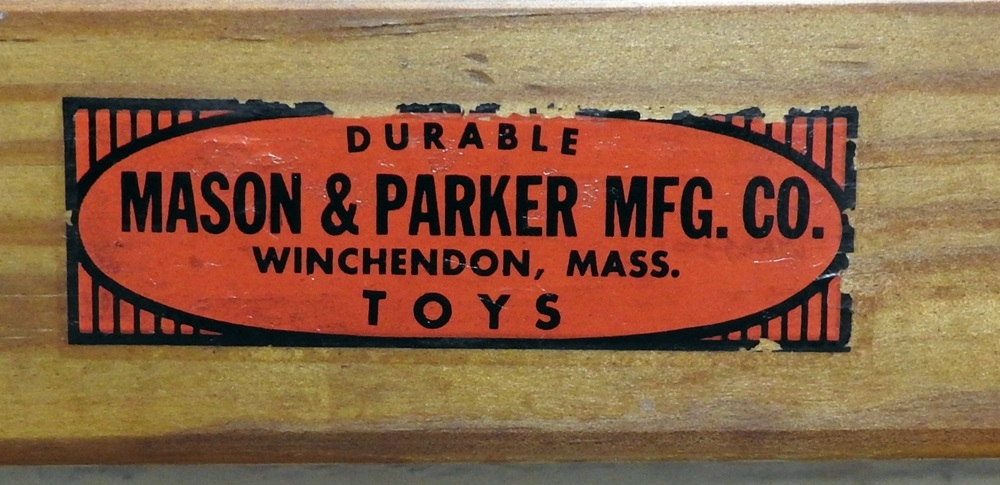 DURABLE
MASON & PARKER MFG. CO.
WINCHENDON, MASS.
TOYS